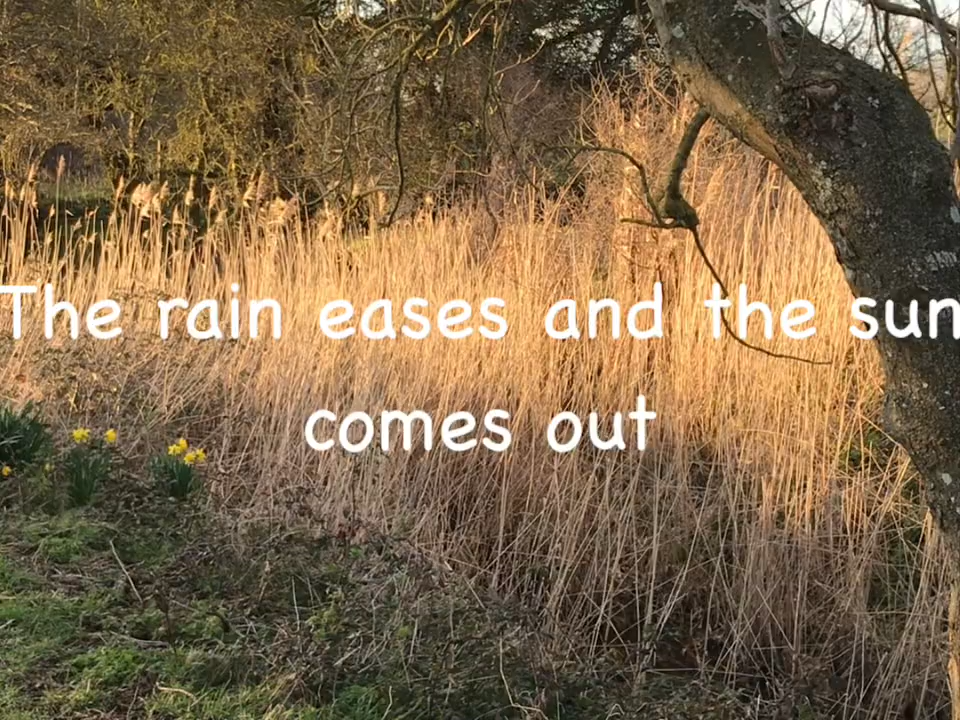 The rain eases and the sun
comes out